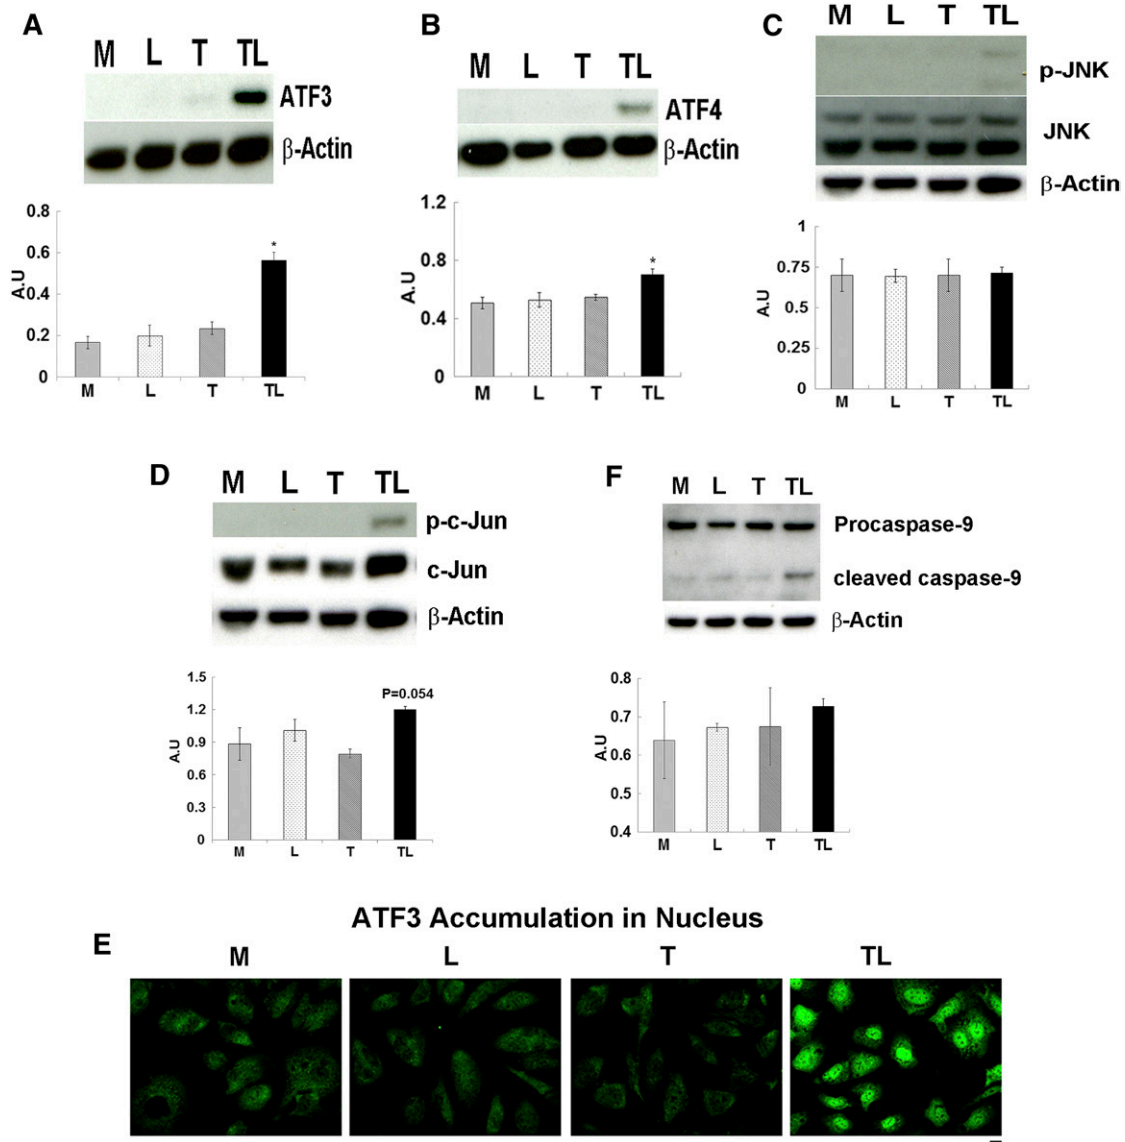 A
M L T TL
ATF3
β-Actin
0.8
0.6
0.4
0.2
0
A.U
M L T TL
*
B
M L T TL
ATF4
β-Actin
1.2
0.8
0.4
0
A.U
M L T TL
*
C
M L T TL
p-JNK
JNK
β-Actin
1
0.75
0.5
0.25
0
A.U
M L T TL
D
M L T TL
p-c-Jun
c-Jun
β-Actin
1.5
1.2
0.9
0.6
0.3
0
A.U
P=0.054
M L T TL
F
M L T TL
Procaspase-9
cleaved caspase-9
β-Actin
0.8
0.7
0.6
0.5
0.4
A.U
M L T TL
ATF3 Accumulation in Nucleus
E
M L T TL